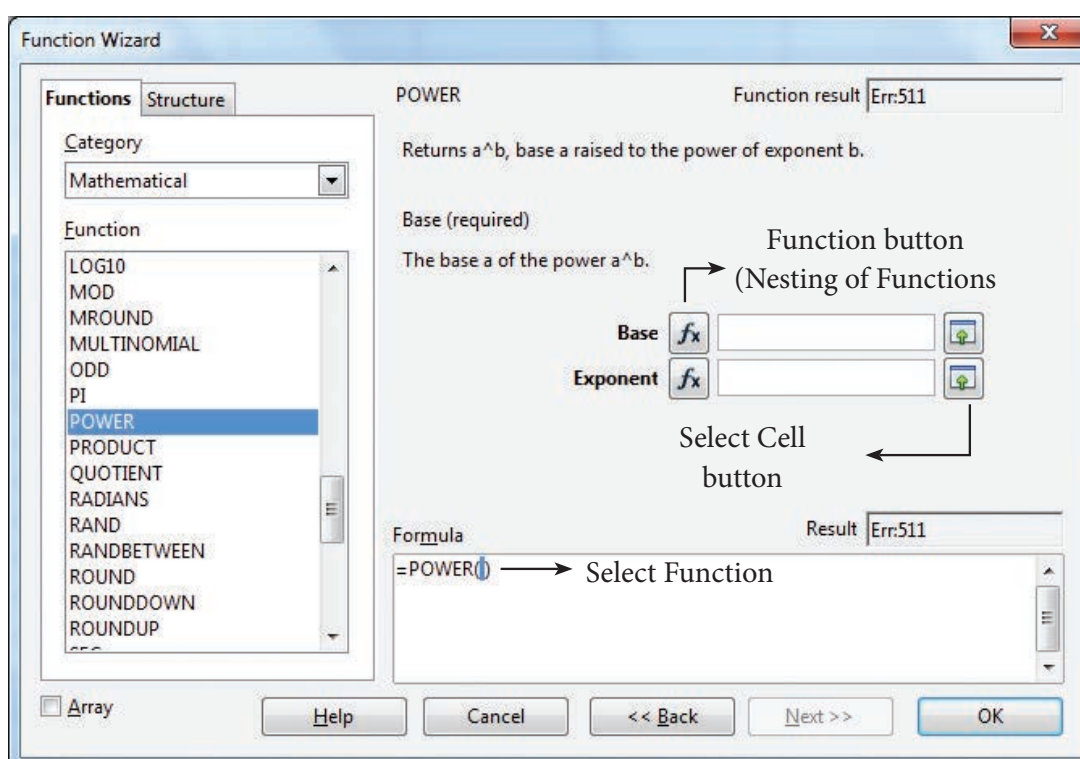 Function Wizard
x
Functions Structure
POWER
Function result Err:511
Category
Mathematical
Returns a^b, base a raised to the power of exponent b.
Function
Base (required)
The base a of the power a^b.
Function button
(Nesting of Functions
LOG10
MOD
MROUND
MULTINOMIAL
ODD
PI
POWER
PRODUCT
QUOTIENT
RADIANS
RAND
RANDBETWEEN
ROUND
ROUNDDOWN
ROUNDUP
Base fx
Exponent fx
Select Cell
button
Formula
Result Err:511
=POWER() Select Function
Array
Help
Cancel
<< Back
Next >>
OK